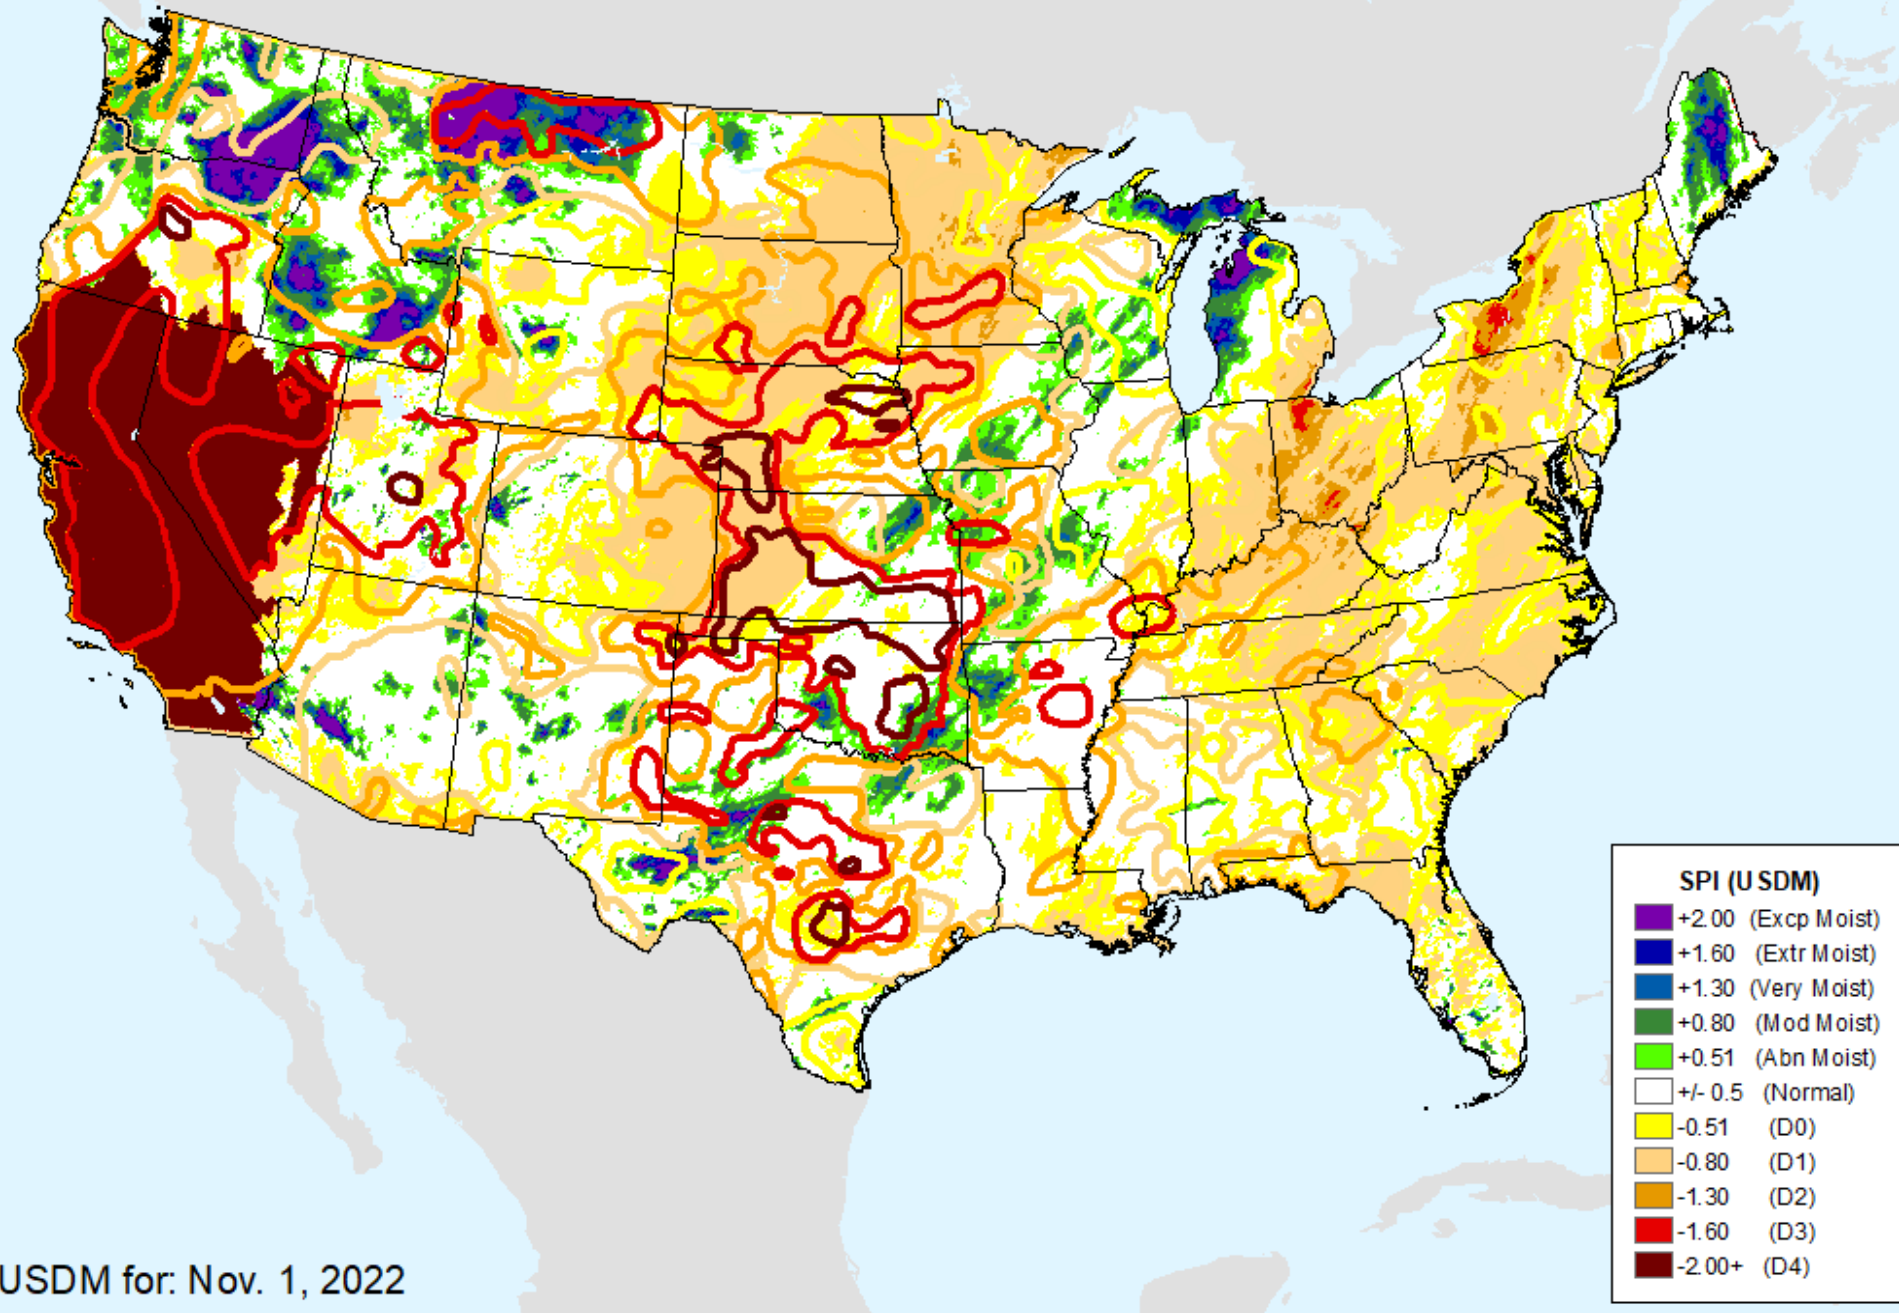 SPI (USDM)
+2.00 (Excp Moist)
+1.60 (Extr Moist)
+1.30 (Very Moist)
+0.80 (Mod Moist)
+0.51 (Abn Moist)
+/- 0.5 (Normal)
-0.51 (D0)
-0.80 (D1)
-1.30 (D2)
-1.60 (D3)
-2.00+ (D4)
USDM for: Nov. 1, 2022